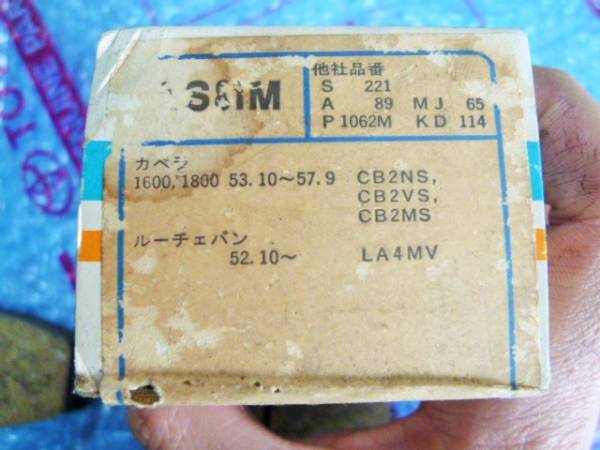 他社品番
S 221
A 89 MJ 65
P 1062M KD 114
カペラ
1600,1800 53.10～57.9 CB2NS,
CB2VS,
CB2MS
ルーチェバン
52.10～ LA4MV